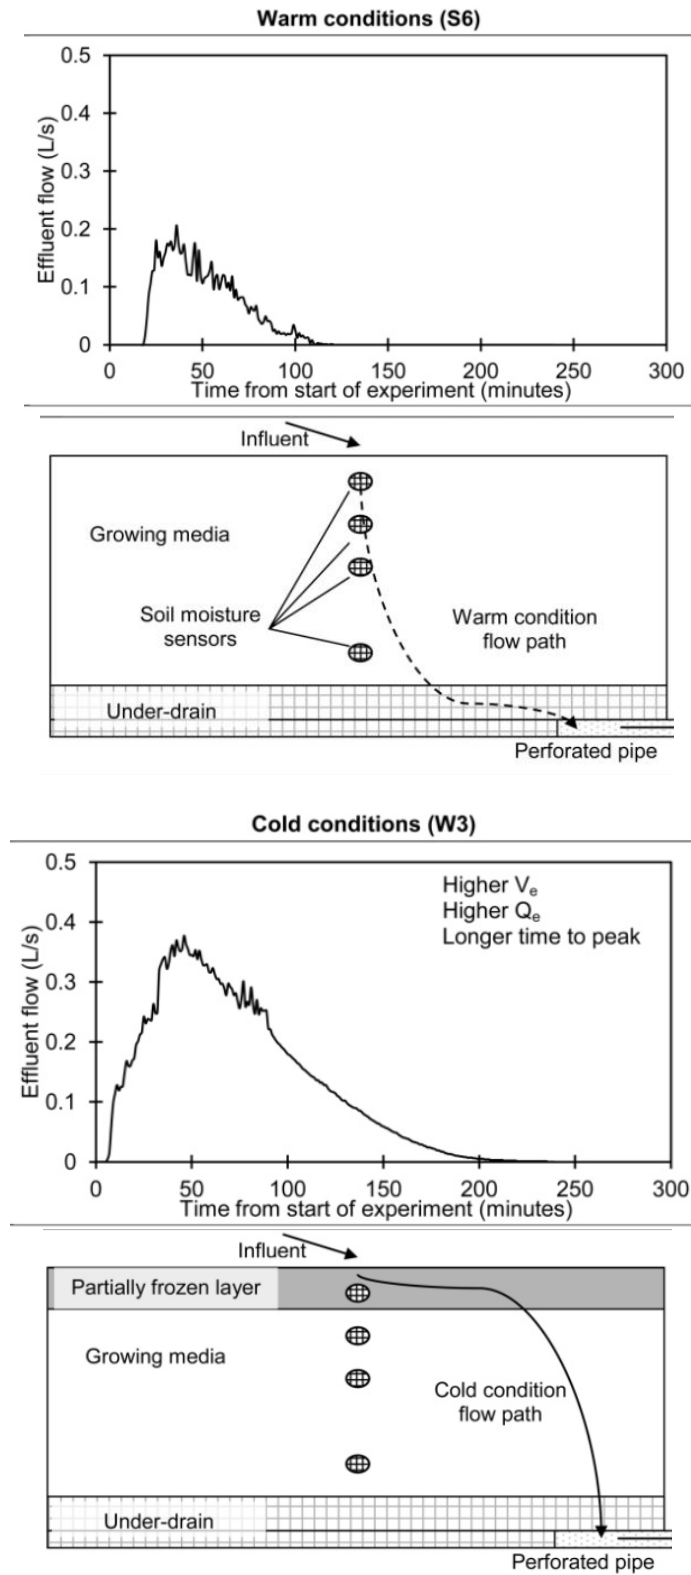 Warm conditions (S6)
0.5
0.4
0.3
0.2
0.1
0
Effluent flow (L/s)
0 50 100 150 200 250 300
Time from start of experiment (minutes)
Influent
Growing media
Soil moisture
sensors
Warm condition
flow path
Under-drain
Perforated pipe
Cold conditions (W3)
0.5
0.4
0.3
0.2
0.1
0
Effluent flow (L/s)
Higher Ve
Higher Qe
Longer time to peak
0 50 100 150 200 250 300
Time from start of experiment (minutes)
Influent
Partially frozen layer
Growing media
Cold condition
flow path
Under-drain
Perforated pipe